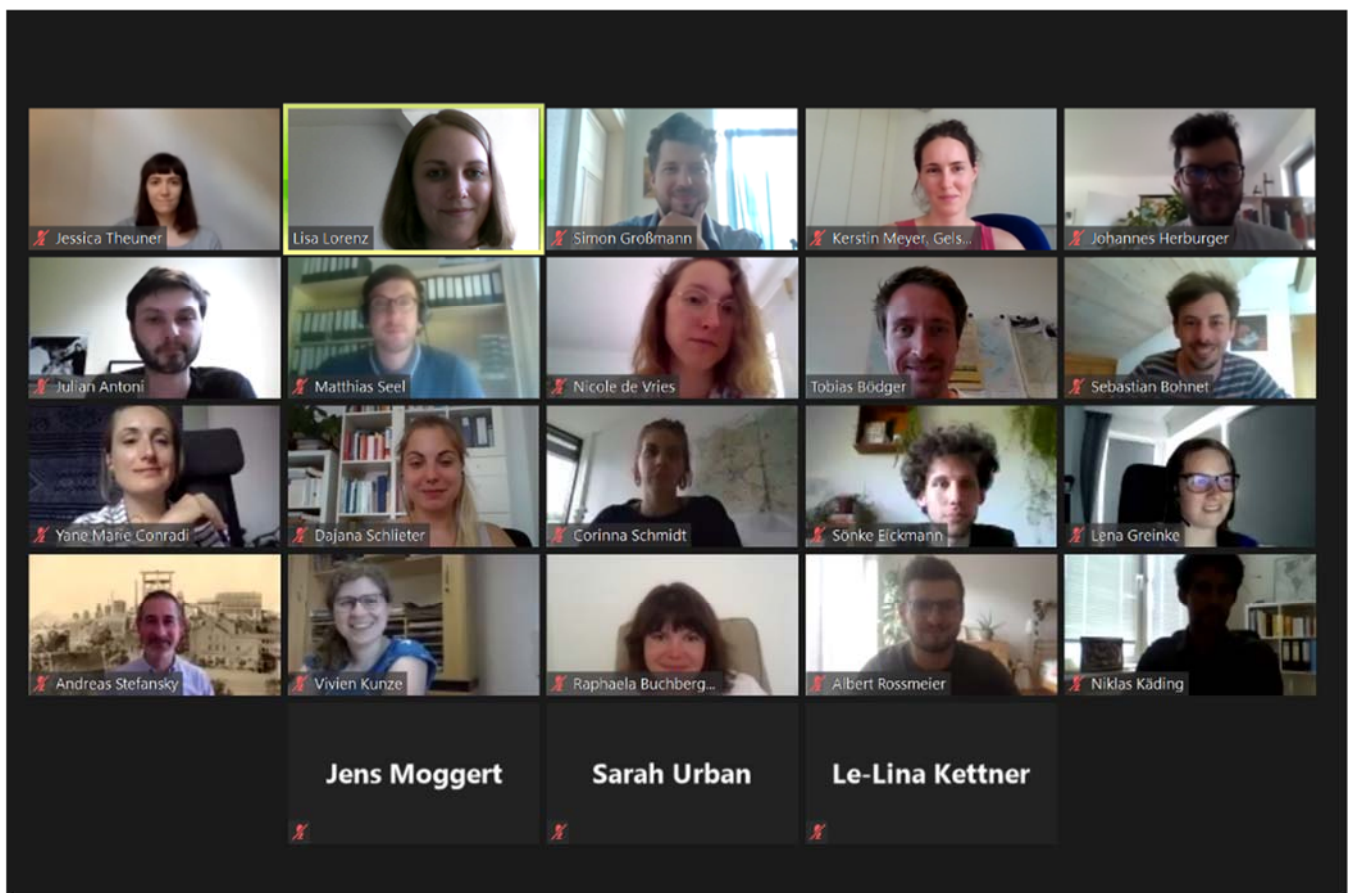 Jessica Theuner
Lisa Lorenz
Simon Großmann
Kerstin Meyer, Gels...
Johannes Herburger
Julian Antoni
Matthias Seel
Nicole de Vries
Tobias Bödger
Sebastian Bohnet
Yane Marie Conradi
Dajana Schlieter
Corinna Schmidt
Sönke Eickmann
Lena Greinke
Andreas Stefansky
Vivien Kunze
Raphaela Buchberg...
Albert Rossmeier
Niklas Käding
Jens Moggert
Sarah Urban
Le-Lina Kettner